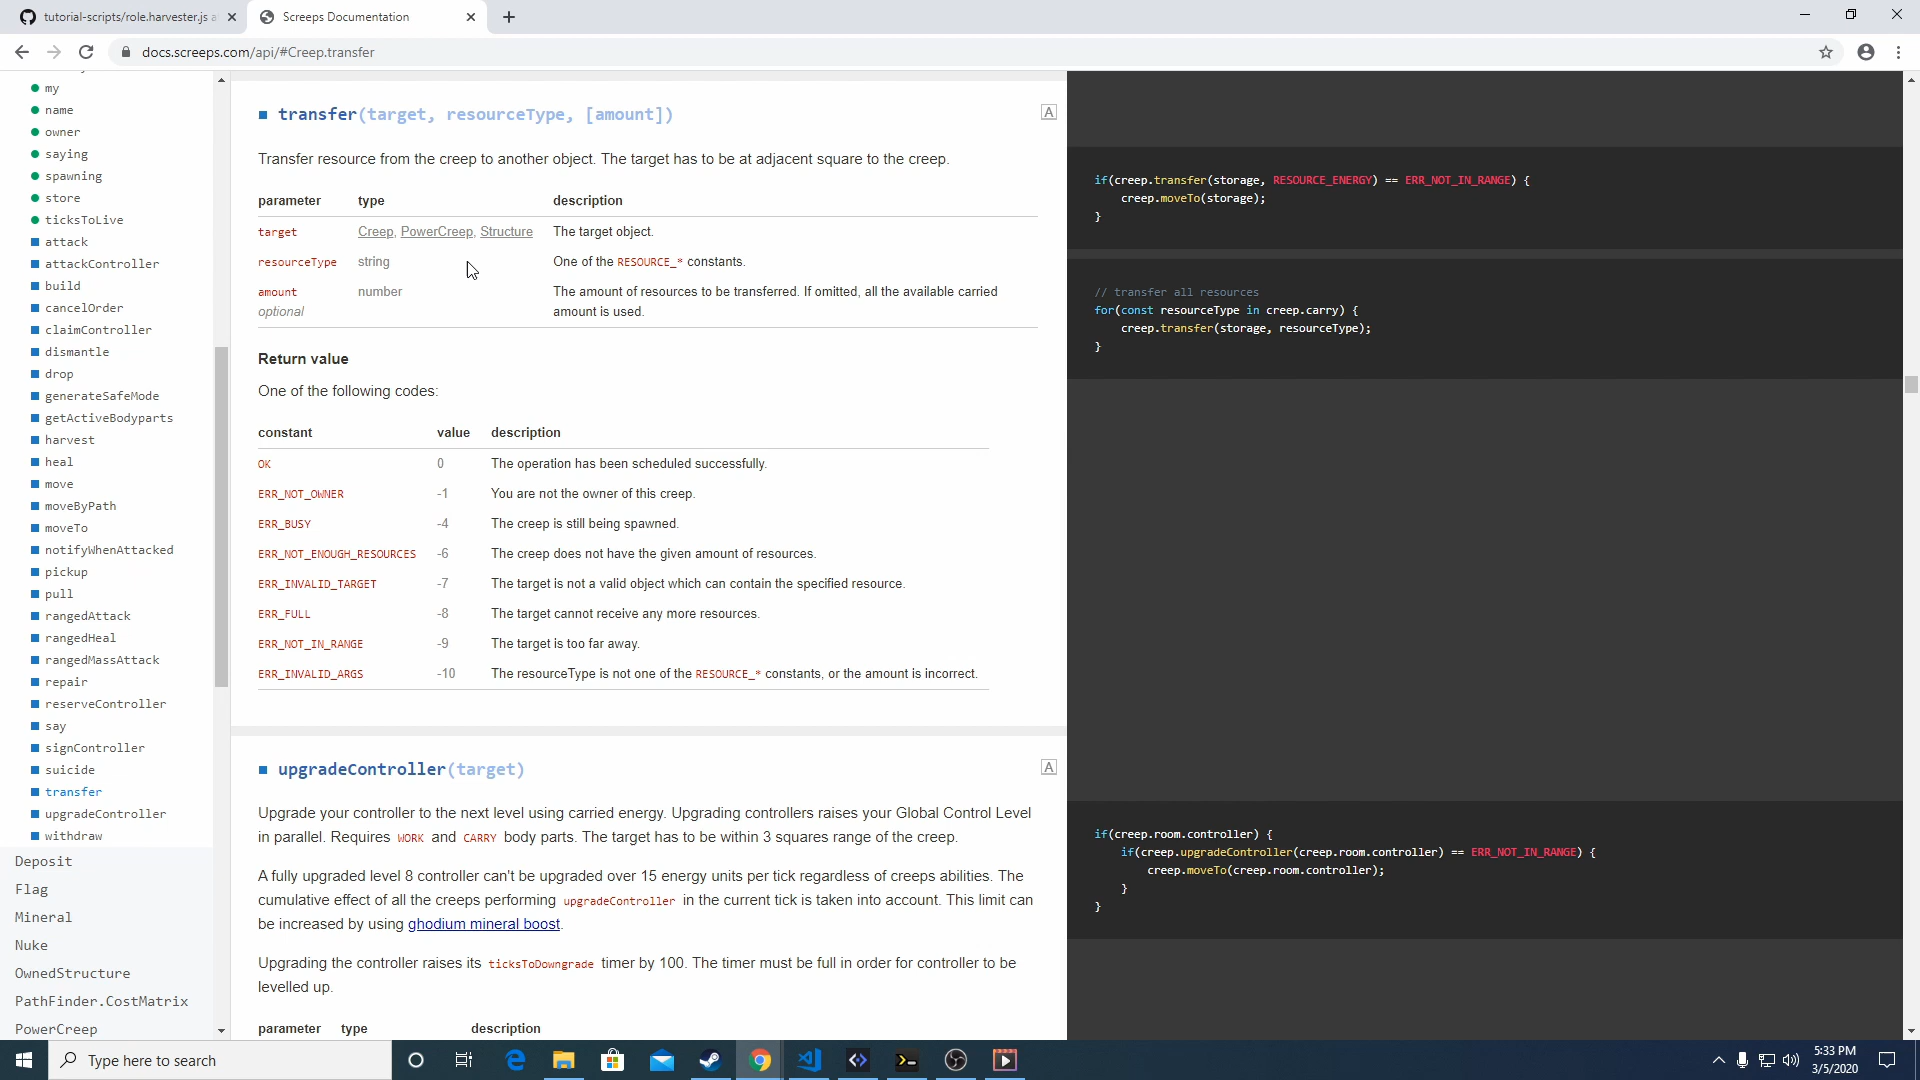 tutorial-scripts/role.harvester.js a
Screeps Documentation
docs.screeps.com/api/#Creep.transfer
my
name
owner
saying
spawning
store
ticksToLive
attack
attackController
build
cancelOrder
claimController
dismantle
drop
generateSafeMode
getActiveBodyparts
harvest
heal
move
moveByPath
moveTo
notifyWhenAttacked
pickup
pull
rangedAttack
rangedHeal
rangedMassAttack
repair
reserveController
say
signController
suicide
transfer
upgradeController
withdraw
Deposit
Flag
Mineral
Nuke
OwnedStructure
PathFinder.CostMatrix
PowerCreep
transfer(target, resourceType, [amount])
A
Transfer resource from the creep to another object. The target has to be at adjacent square to the creep.
parameter type description
target Creep, PowerCreep, Structure The target object.
resourceType string One of the RESOURCE_* constants.
amount number The amount of resources to be transferred. If omitted, all the available carried
optional amount is used.
Return value
One of the following codes:
constant value description
OK 0 The operation has been scheduled successfully.
ERR_NOT_OWNER -1 You are not the owner of this creep.
ERR_BUSY -4 The creep is still being spawned.
ERR_NOT_ENOUGH_RESOURCES -6 The creep does not have the given amount of resources.
ERR_INVALID_TARGET -7 The target is not a valid object which can contain the specified resource.
ERR_FULL -8 The target cannot receive any more resources.
ERR_NOT_IN_RANGE -9 The target is too far away.
ERR_INVALID_ARGS -10 The resourceType is not one of the RESOURCE_* constants, or the amount is incorrect.
upgradeController(target)
A
Upgrade your controller to the next level using carried energy. Upgrading controllers raises your Global Control Level
in parallel. Requires WORK and CARRY body parts. The target has to be within 3 squares range of the creep.
A fully upgraded level 8 controller can't be upgraded over 15 energy units per tick regardless of creeps abilities. The
cumulative effect of all the creeps performing upgradeController in the current tick is taken into account. This limit can
be increased by using ghodium mineral boost.
Upgrading the controller raises its ticksToDowngrade timer by 100. The timer must be full in order for controller to be
levelled up.
parameter type description
if(creep.transfer(storage, RESOURCE_ENERGY) == ERR_NOT_IN_RANGE) {
creep.moveTo(storage);
}
// transfer all resources
for(const resourceType in creep.carry) {
creep.transfer(storage, resourceType);
}
if(creep.room.controller) {
if(creep.upgradeController(creep.room.controller) == ERR_NOT_IN_RANGE) {
creep.moveTo(creep.room.controller);
}
}
Type here to search
5:33 PM
3/5/2020